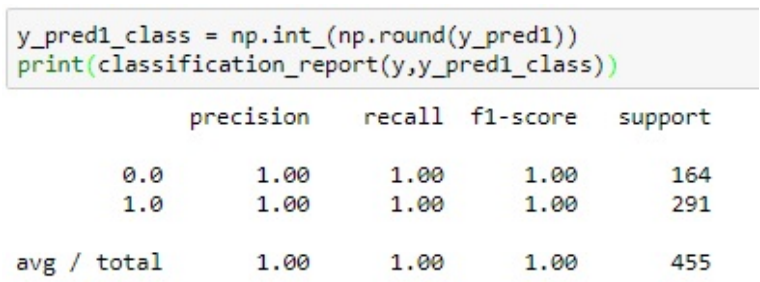 y_pred1_class = np.int_(np.round(y_pred1))
print(classification_report(y,y_pred1_class))
precision recall f1-score support
0.0 1.00 1.00 1.00 164
1.0 1.00 1.00 1.00 291
avg / total 1.00 1.00 1.00 455